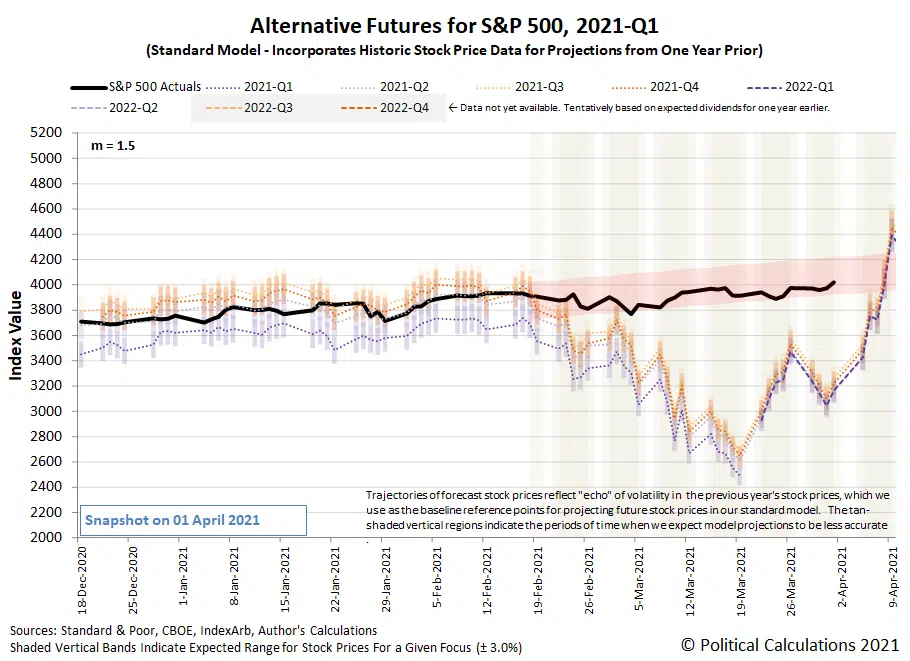 Alternative Futures for S&P 500, 2021-Q1
(Standard Model - Incorporates Historic Stock Price Data for Projections from One Year Prior)
S&P 500 Actuals 2021-Q1 2021-Q2 2021-Q3 2021-Q4 2022-Q1
2022-Q2 2022-Q3 2022-Q4 ← Data not yet available. Tentatively based on expected dividends for one year earlier.
m = 1.5
Index Value
5200
5000
4800
4600
4400
4200
4000
3800
3600
3400
3200
3000
2800
2600
2400
2200
2000
Trajectories of forecast stock prices reflect "echo" of volatility in the previous year's stock prices, which we
use as the baseline reference points for projecting future stock prices in our standard model. The tan-
shaded vertical regions indicate the periods of time when we expect model projections to be less accurate
.
Snapshot on 01 April 2021
18-Dec-2020
25-Dec-2020
1-Jan-2021
8-Jan-2021
15-Jan-2021
22-Jan-2021
29-Jan-2021
5-Feb-2021
12-Feb-2021
19-Feb-2021
26-Feb-2021
5-Mar-2021
12-Mar-2021
19-Mar-2021
26-Mar-2021
2-Apr-2021
9-Apr-2021
Sources: Standard & Poor, CBOE, IndexArb, Author's Calculations
Shaded Vertical Bands Indicate Expected Range for Stock Prices For a Given Focus (± 3.0%)
© Political Calculations 2021